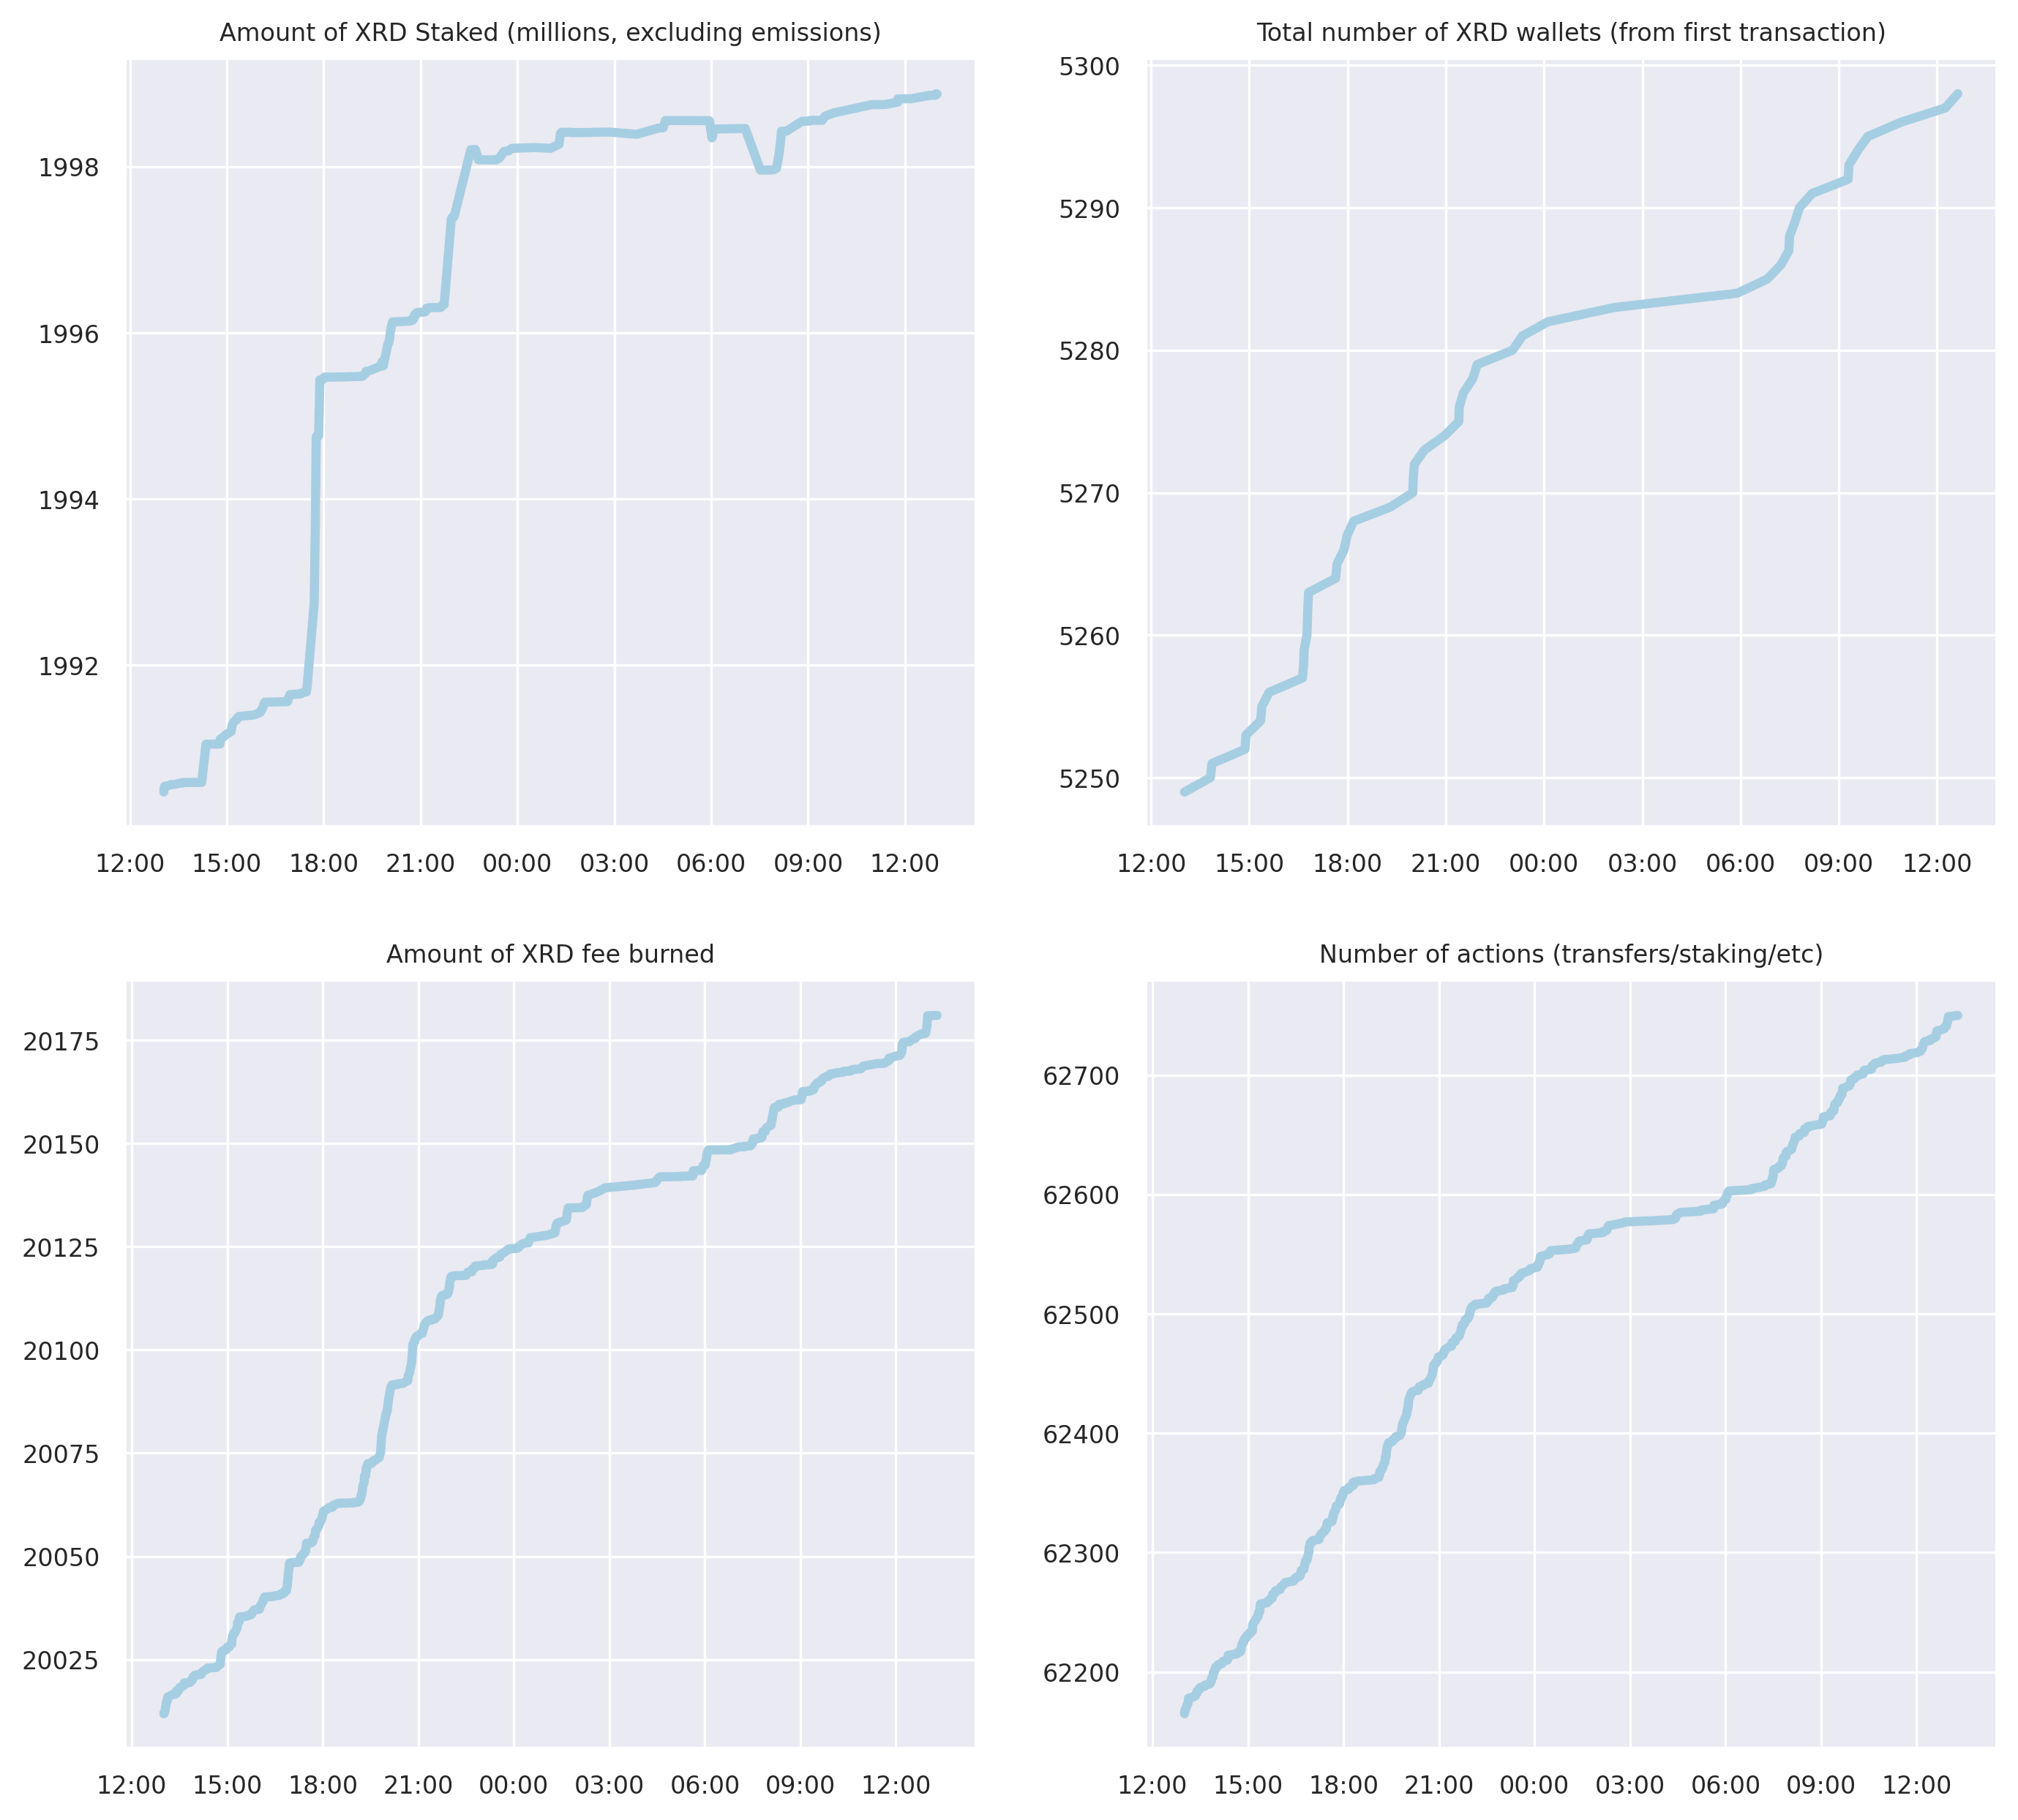 Amount of XRD Staked (millions, excluding emissions)
1998
1996
1994
1992
12:00 15:00 18:00 21:00 00:00 03:00 06:00 09:00 12:00
Total number of XRD wallets (from first transaction)
5300
5290
5280
5270
5260
5250
12:00 15:00 18:00 21:00 00:00 03:00 06:00 09:00 12:00
Amount of XRD fee burned
20175
20150
20125
20100
20075
20050
20025
12:00 15:00 18:00 21:00 00:00 03:00 06:00 09:00 12:00
Number of actions (transfers/staking/etc)
62700
62600
62500
62400
62300
62200
12:00 15:00 18:00 21:00 00:00 03:00 06:00 09:00 12:00